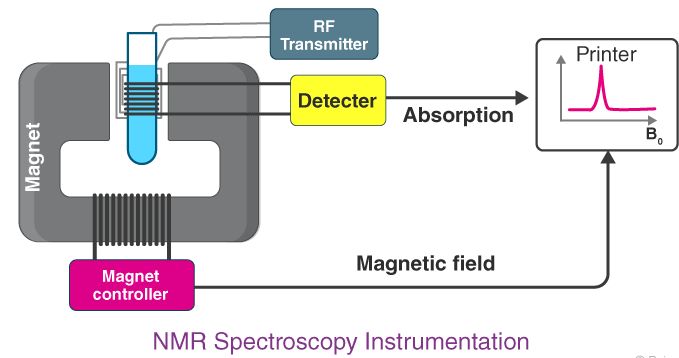 RF
Transmitter
Printer
Detecter
Absorption
B₀
Magnet
Magnetic field
Magnet
controller
NMR Spectroscopy Instrumentation